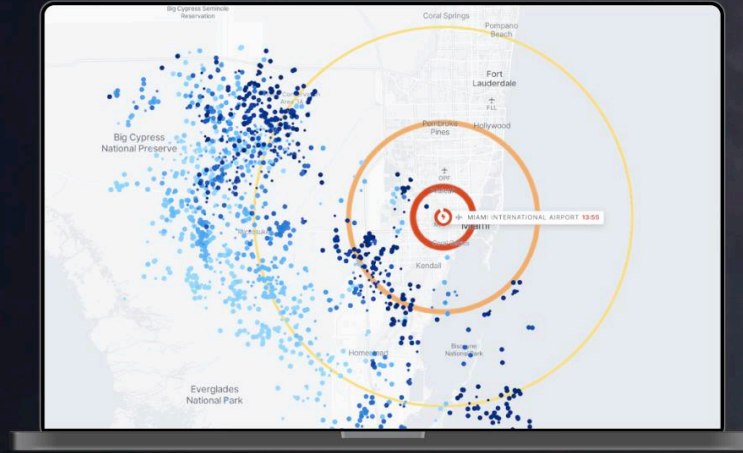 Big Cypress Seminole
Reservation
Coral Springs
Pompano
Beach
Fort
Lauderdale
FLL
Big Cypress
National Preserve
Pembroke
Pines
Hollywood
OPF
MIAMI INTERNATIONAL AIRPORT 13:55
Miami
Kendall
Homestead
Biscayne
National Park
Everglades
National Park